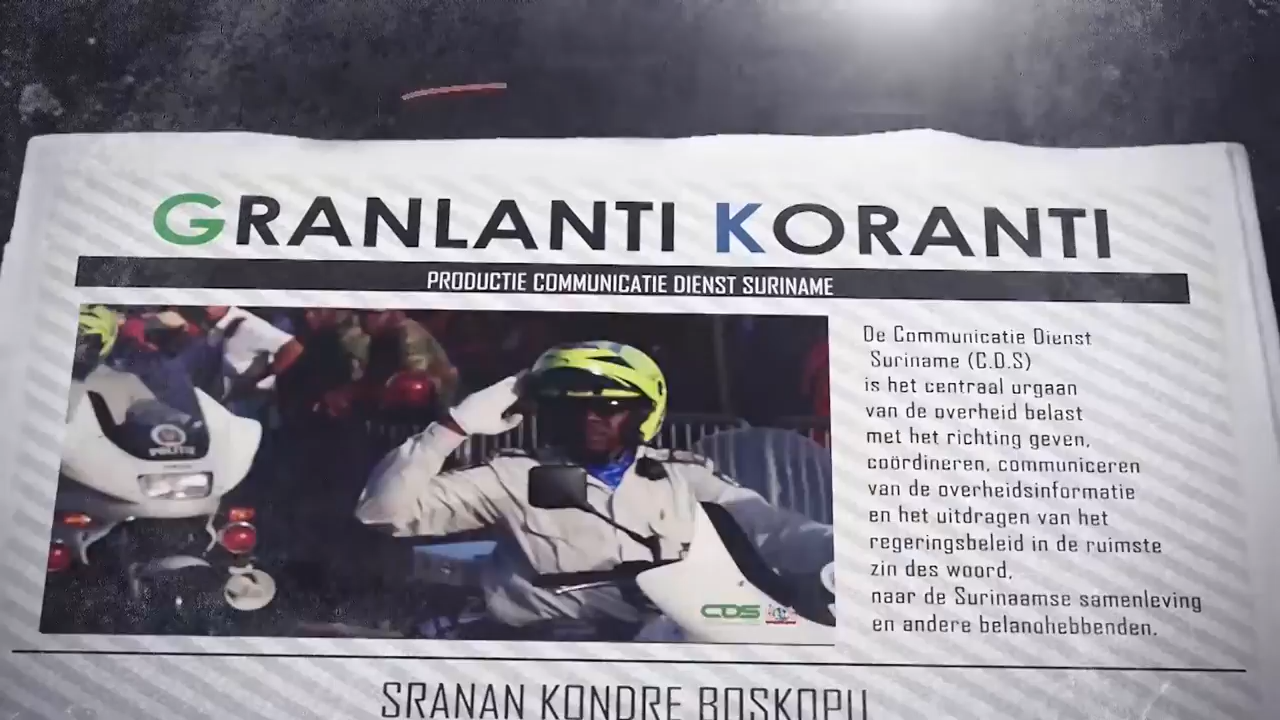 GRANLANTI KORANTI
PRODUCTIE COMMUNICATIE DIENST SURINAME
POLITIE
De Communicatie Dienst
Suriname (C.D.S)
is het centraal orgaan
van de overheid belast
met het richting geven,
coördineren, communiceren
van de overheidsinformatie
en het uitdragen van het
regeringsbeleid in de ruimste
zin des woord,
naar de Surinaamse samenleving
en andere belanghebbenden.
CDS
SRANAN KONDRE BOSKOPU